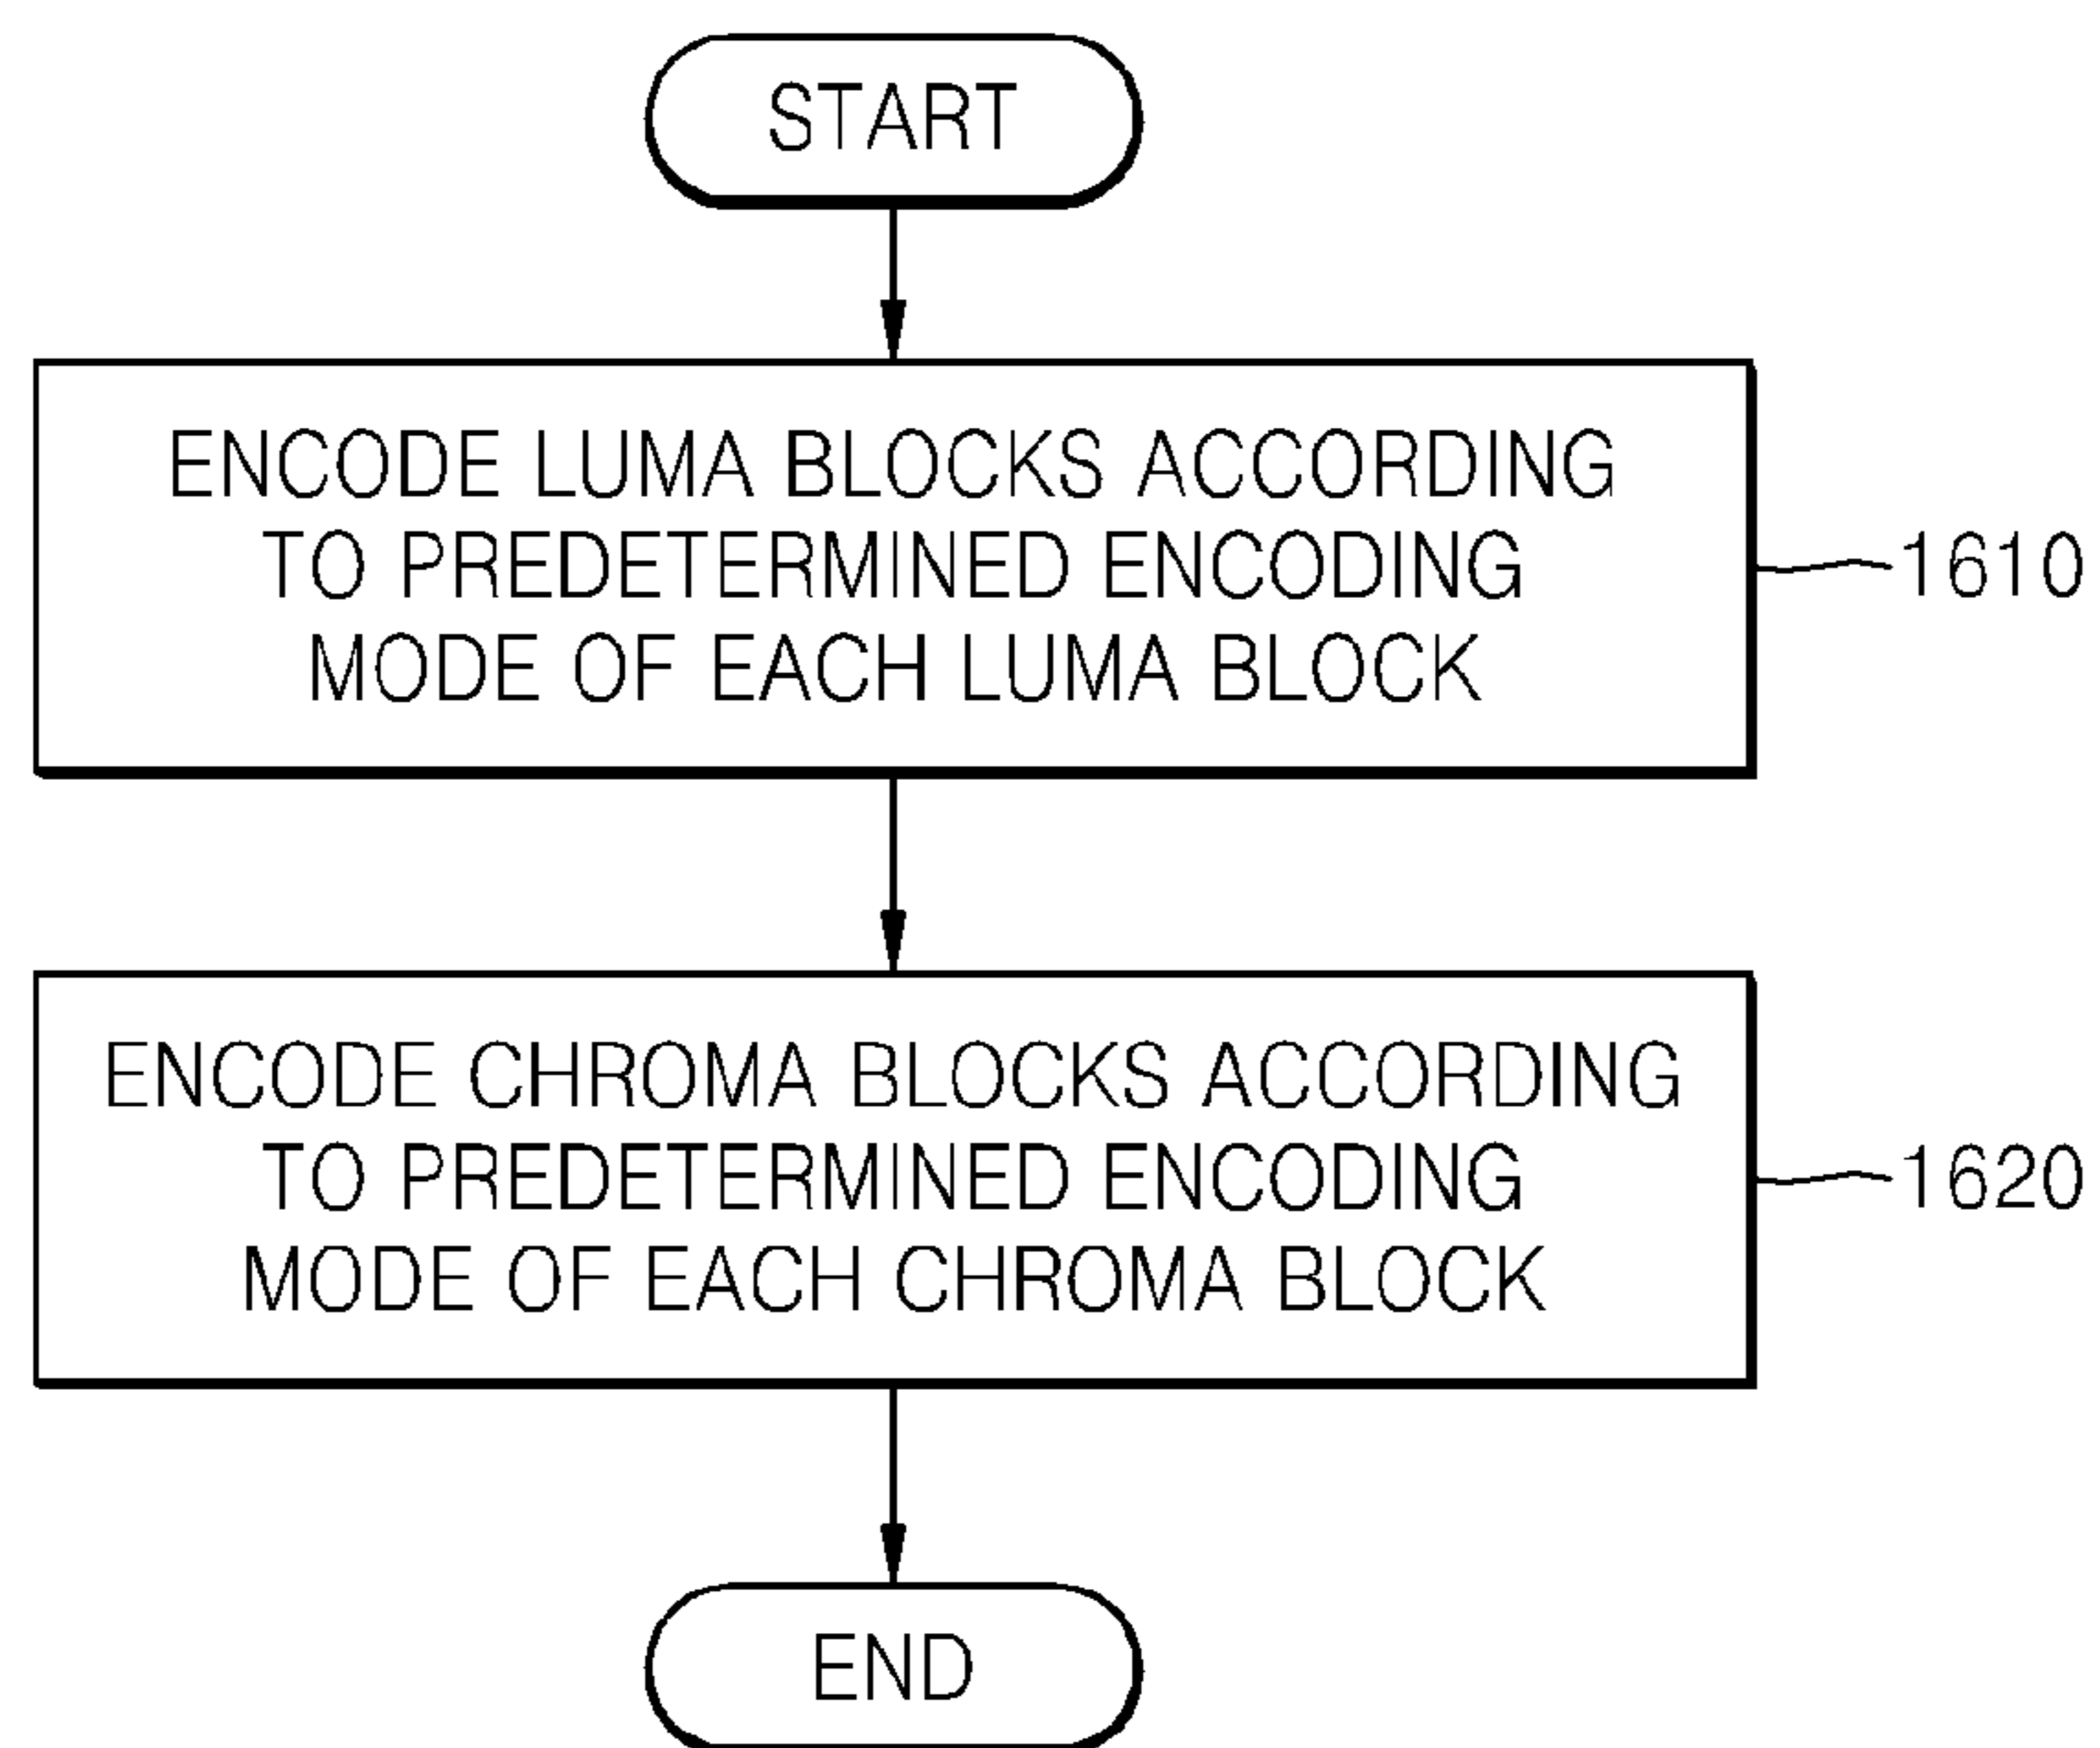 START
ENCODE LUMA BLOCKS ACCORDING
TO PREDETERMINED ENCODING
MODE OF EACH LUMA BLOCK
1610
ENCODE CHROMA BLOCKS ACCORDING
TO PREDETERMINED ENCODING
MODE OF EACH CHROMA BLOCK
1620
END